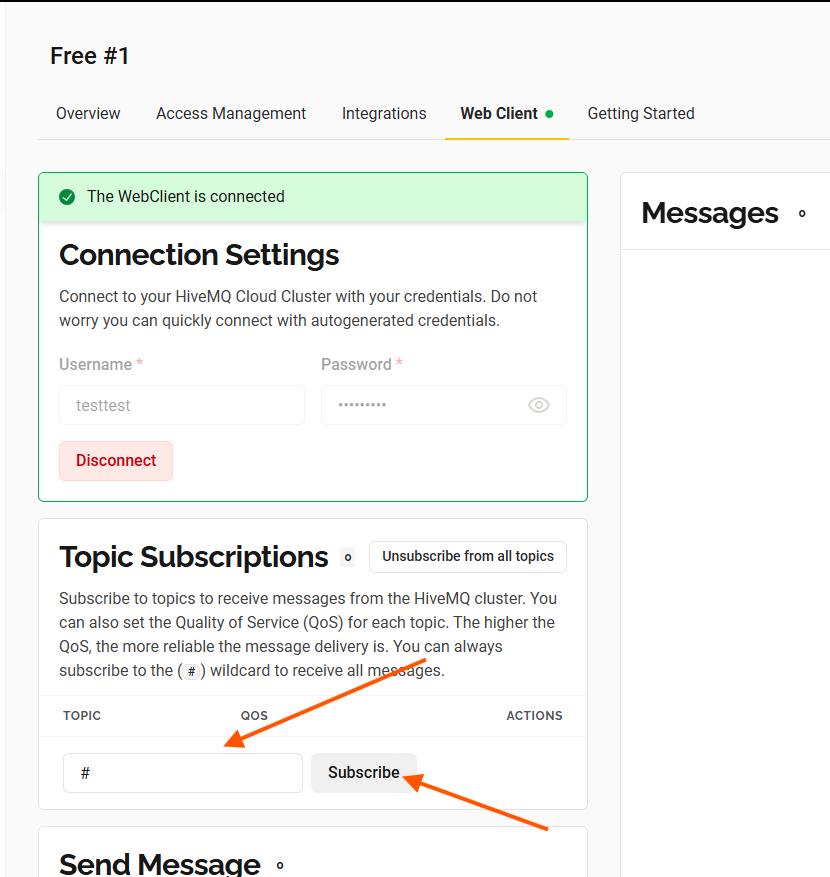 Free #1
Overview Access Management Integrations Web Client Getting Started
The WebClient is connected
Connection Settings
Connect to your HiveMQ Cloud Cluster with your credentials. Do not
worry you can quickly connect with autogenerated credentials.
Username * Password *
testtest •••••••••
Disconnect
Topic Subscriptions 0 Unsubscribe from all topics
Subscribe to topics to receive messages from the HiveMQ cluster. You
can also set the Quality of Service (QoS) for each topic. The higher the
QoS, the more reliable the message delivery is. You can always
subscribe to the (#) wildcard to receive all messages.
TOPIC QOS ACTIONS
# Subscribe
Send Message 0
Messages 0